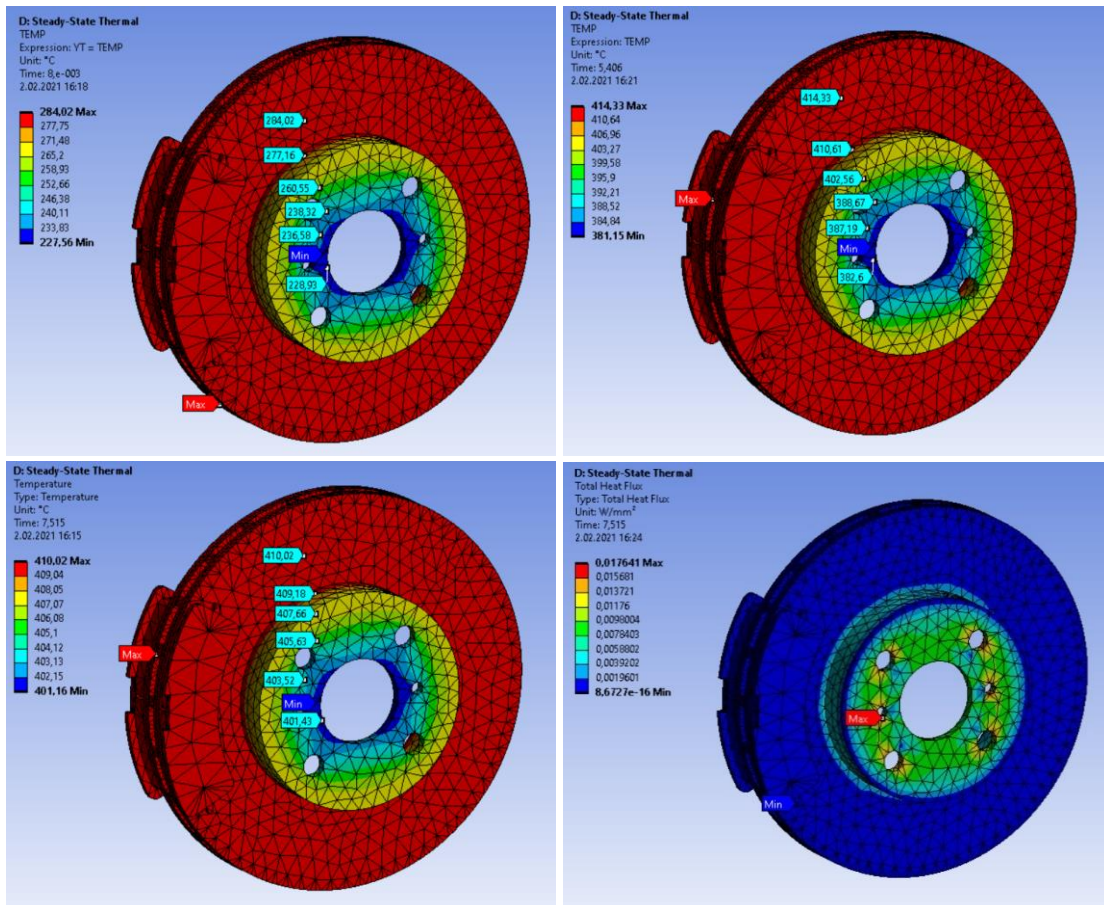 D: Steady-State Thermal
TEMP
Expression: YT = TEMP
Unit: °C
Time: 8,e-003
2.02.2021 16:18
284,02 Max
277,75
271,48
265,2
258,93
252,66
246,38
240,11
233,83
227,56 Min
284,02
277,16
260,55
238,32
236,58
Min
228,93
Max
D: Steady-State Thermal
TEMP
Expression: TEMP
Unit: °C
Time: 5,406
2.02.2021 16:21
414,33 Max
410,64
406,96
403,27
399,58
395,9
392,21
388,52
384,84
381,15 Min
414,33
410,61
402,56
Max
388,67
387,19
Min
382,6
D: Steady-State Thermal
Temperature
Type: Temperature
Unit: °C
Time: 7,515
2.02.2021 16:15
410,02 Max
409,04
408,05
407,07
406,08
405,1
404,12
403,13
402,15
401,16 Min
410,02
409,18
407,66
405,63
Max
403,52
Min
401,43
D: Steady-State Thermal
Total Heat Flux
Type: Total Heat Flux
Unit: W/mm²
Time: 7,515
2.02.2021 16:24
0,017641 Max
0,015681
0,013721
0,01176
0,0098004
0,0078403
0,0058802
0,0039202
0,0019601
8,6727e-16 Min
Max
Min